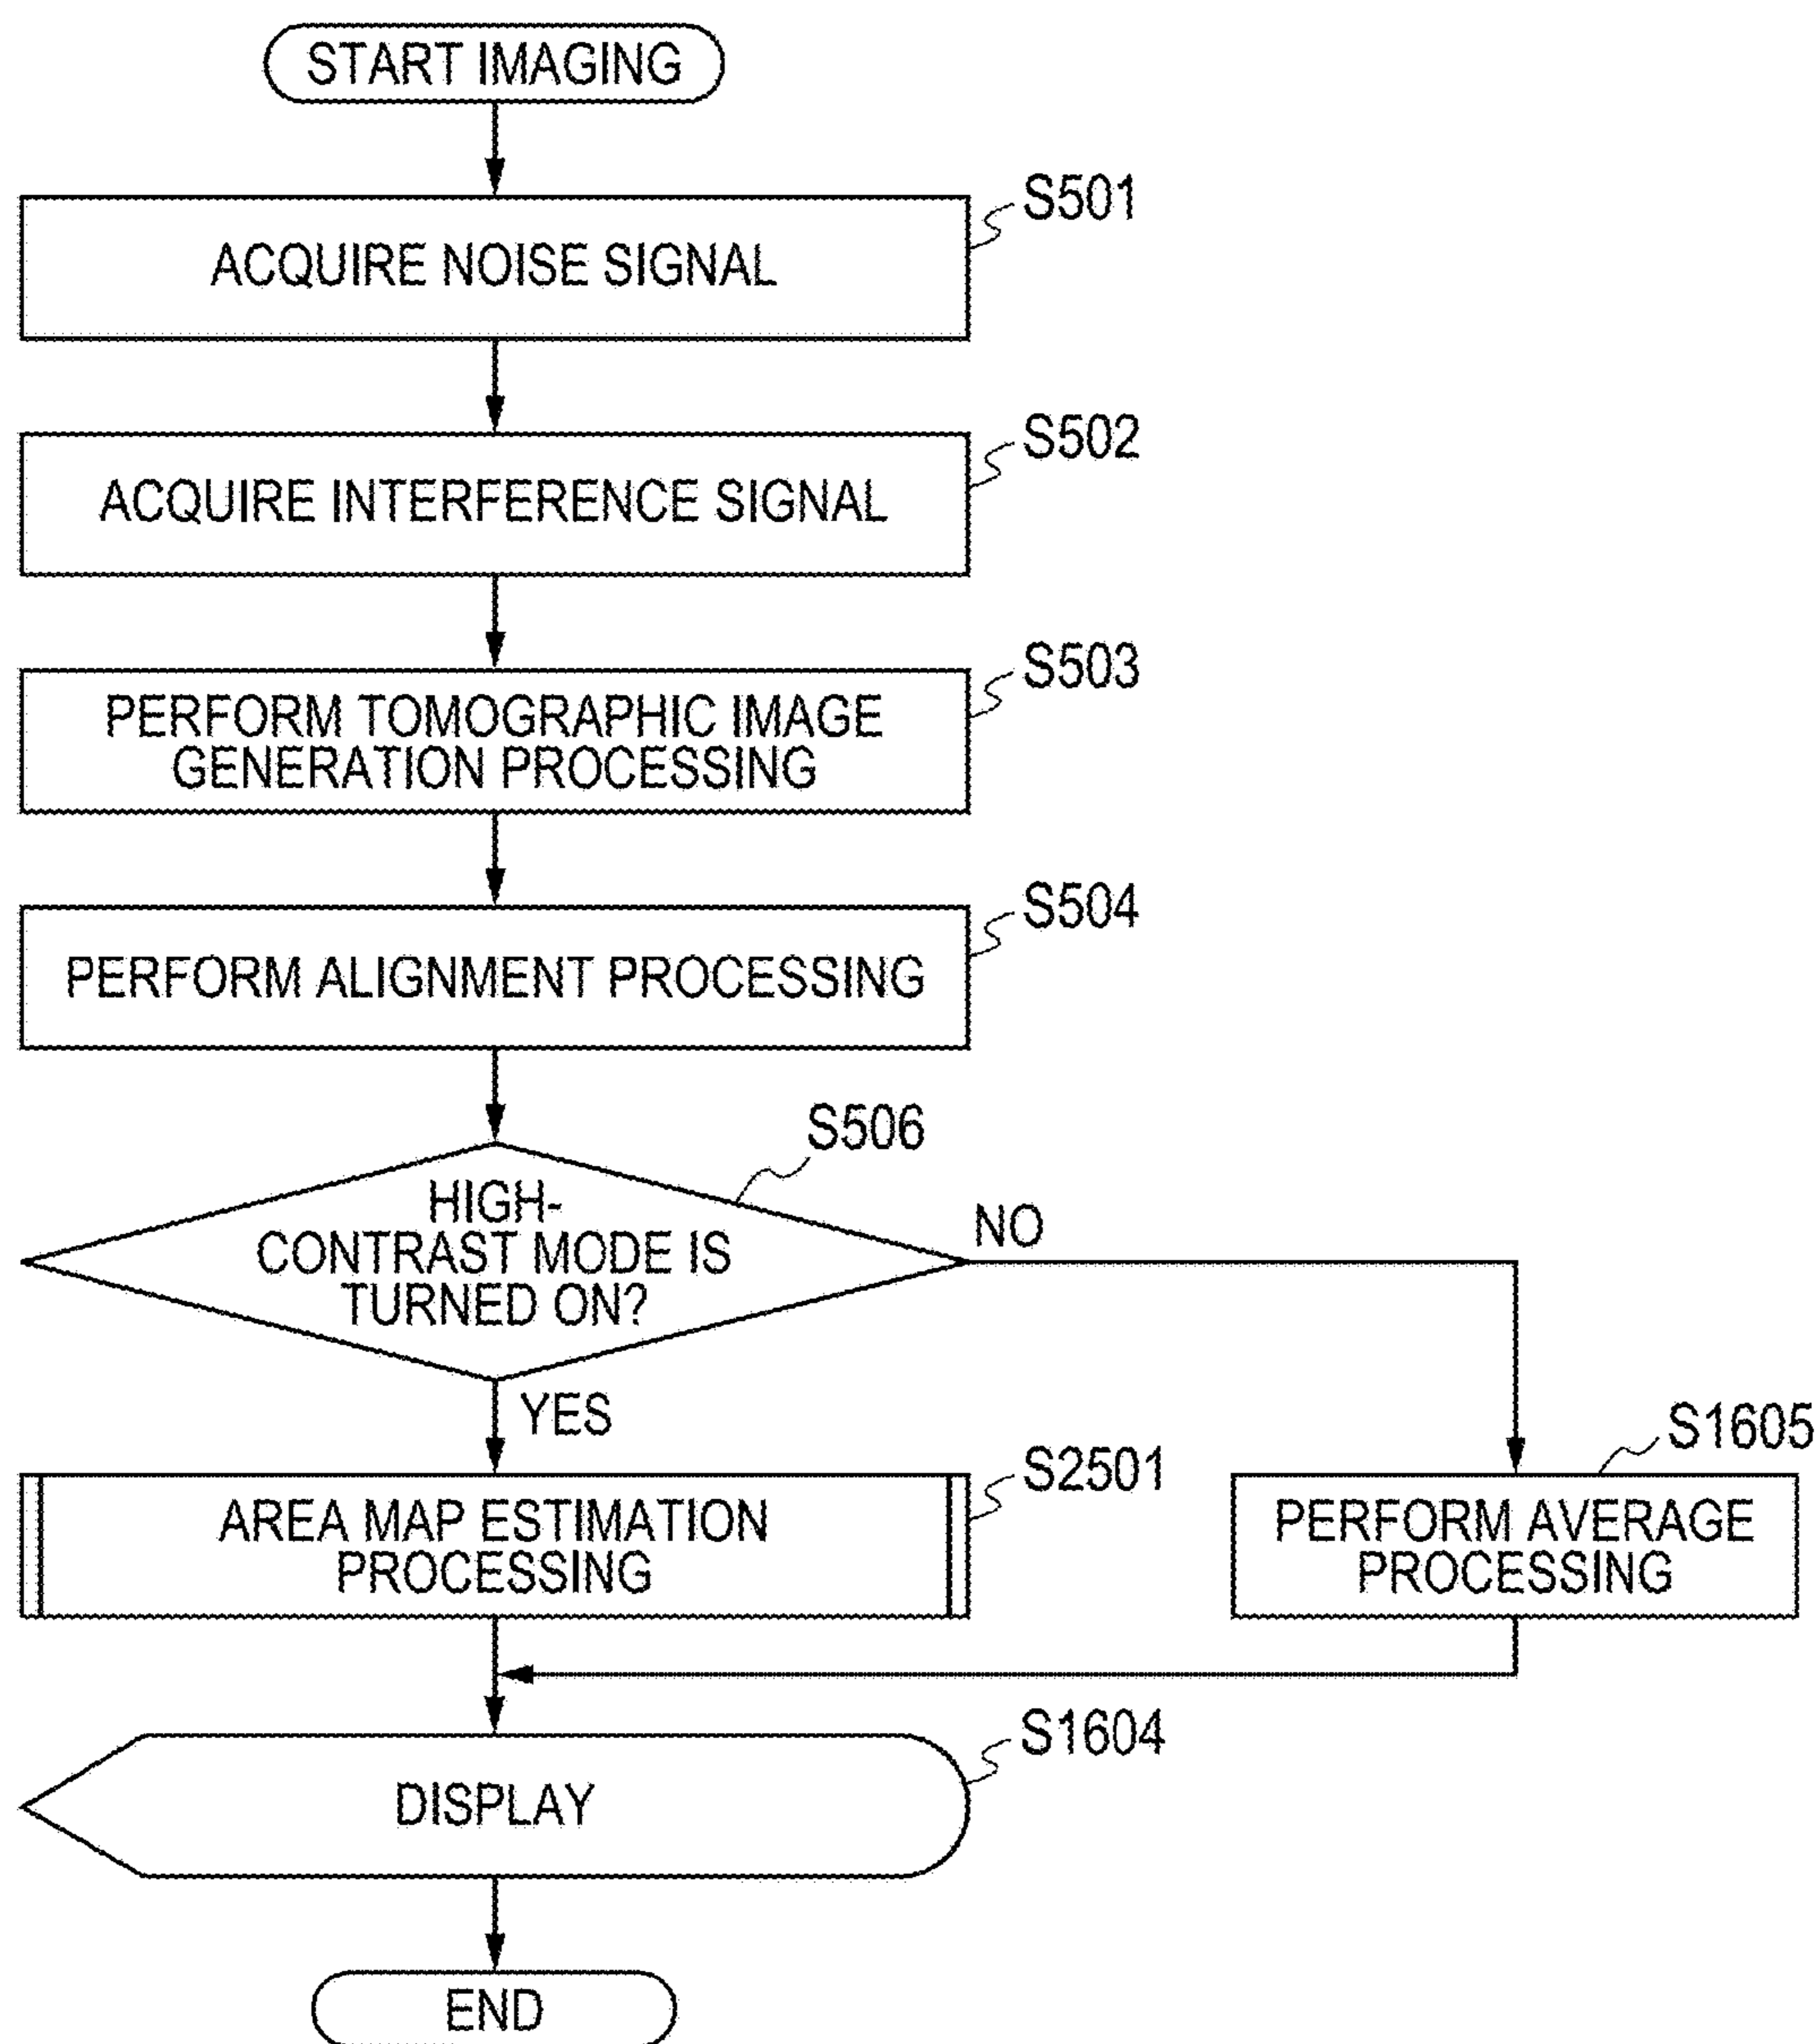 START IMAGING
S501
ACQUIRE NOISE SIGNAL
S502
ACQUIRE INTERFERENCE SIGNAL
S503
PERFORM TOMOGRAPHIC IMAGE
GENERATION PROCESSING
S504
PERFORM ALIGNMENT PROCESSING
S506
HIGH-
CONTRAST MODE IS
TURNED ON?
NO
YES
S2501
AREA MAP ESTIMATION
PROCESSING
S1605
PERFORM AVERAGE
PROCESSING
S1604
DISPLAY
END